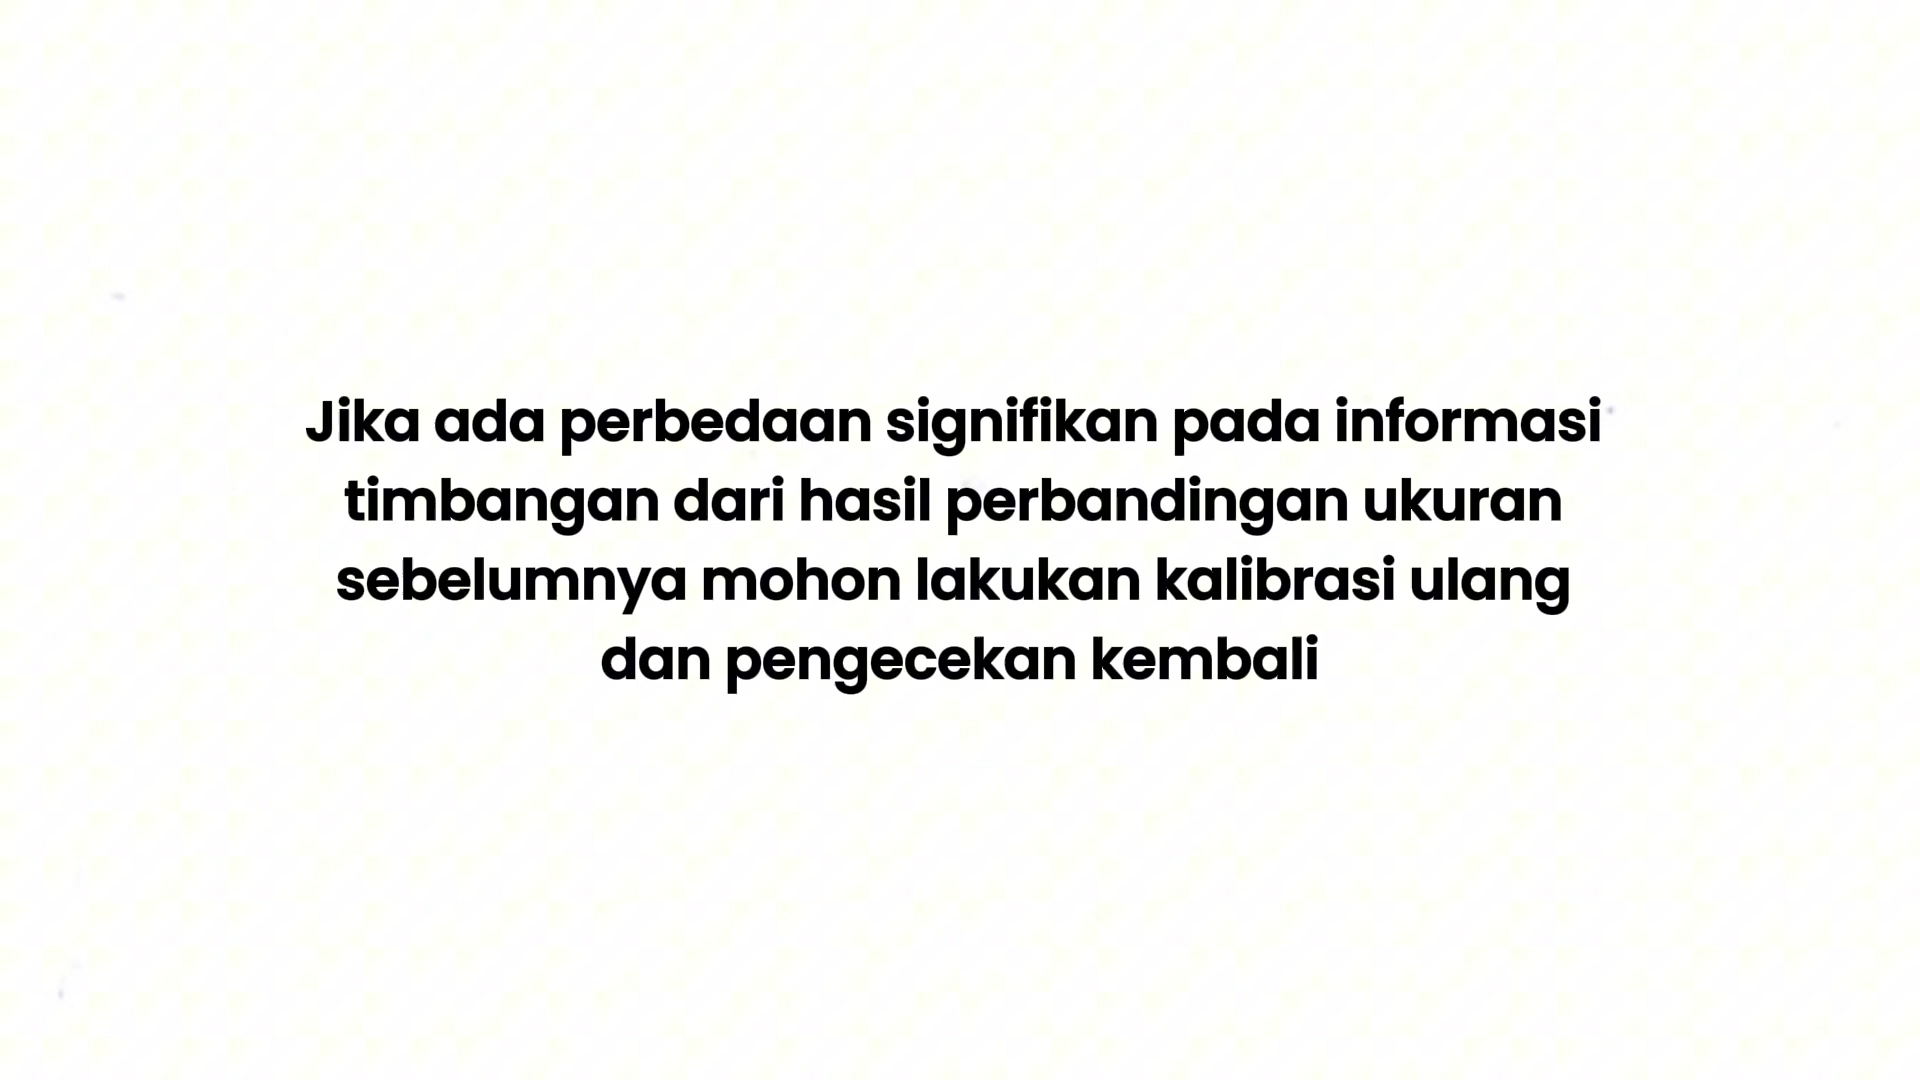 Jika ada perbedaan signifikan pada informasi
timbangan dari hasil perbandingan ukuran
sebelumnya mohon lakukan kalibrasi ulang
dan pengecekan kembali